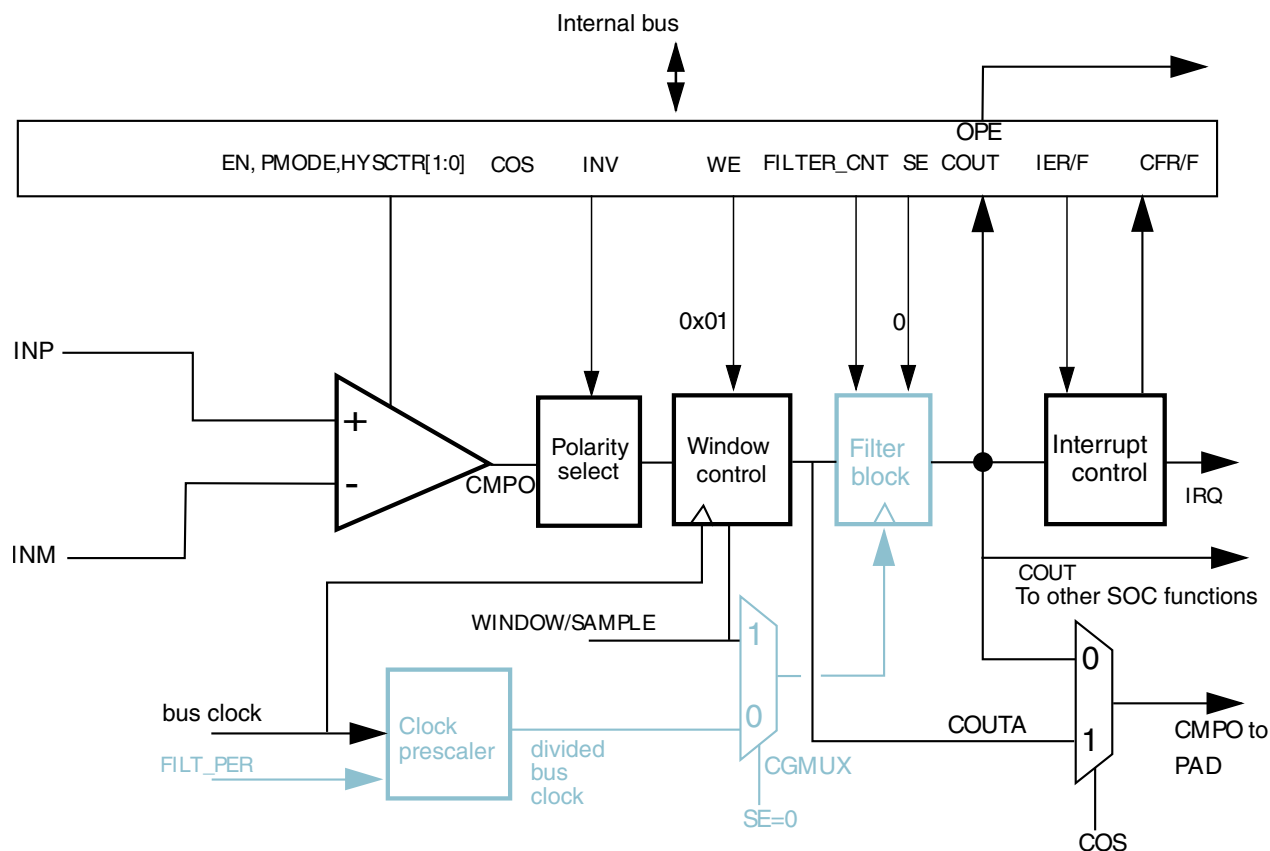 Internal bus
OPE
EN, PMODE,HYSCTR[1:0] COS INV WE FILTER_CNT SE COUT IER/F CFR/F
0x01 0
INP
+
-
INM
CMPO
Polarity
select
Window
control
Filter
block
Interrupt
control
IRQ
COUT
To other SOC functions
WINDOW/SAMPLE
1
0
bus clock
FILT_PER
Clock
prescaler
divided
bus
clock
CGMUX
SE=0
COUTA
0
1
CMPO to
PAD
COS